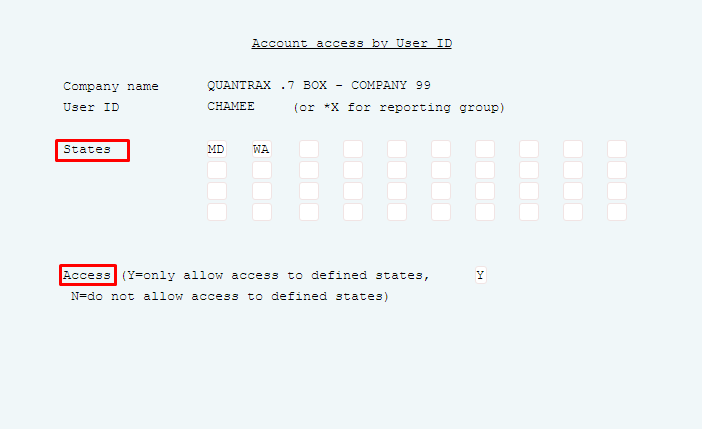 Account access by User ID
Company name QUANTRAX .7 BOX - COMPANY 99
User ID CHAMEE (or *X for reporting group)
States MD WA
Access (Y=only allow access to defined states, Y
N=do not allow access to defined states)